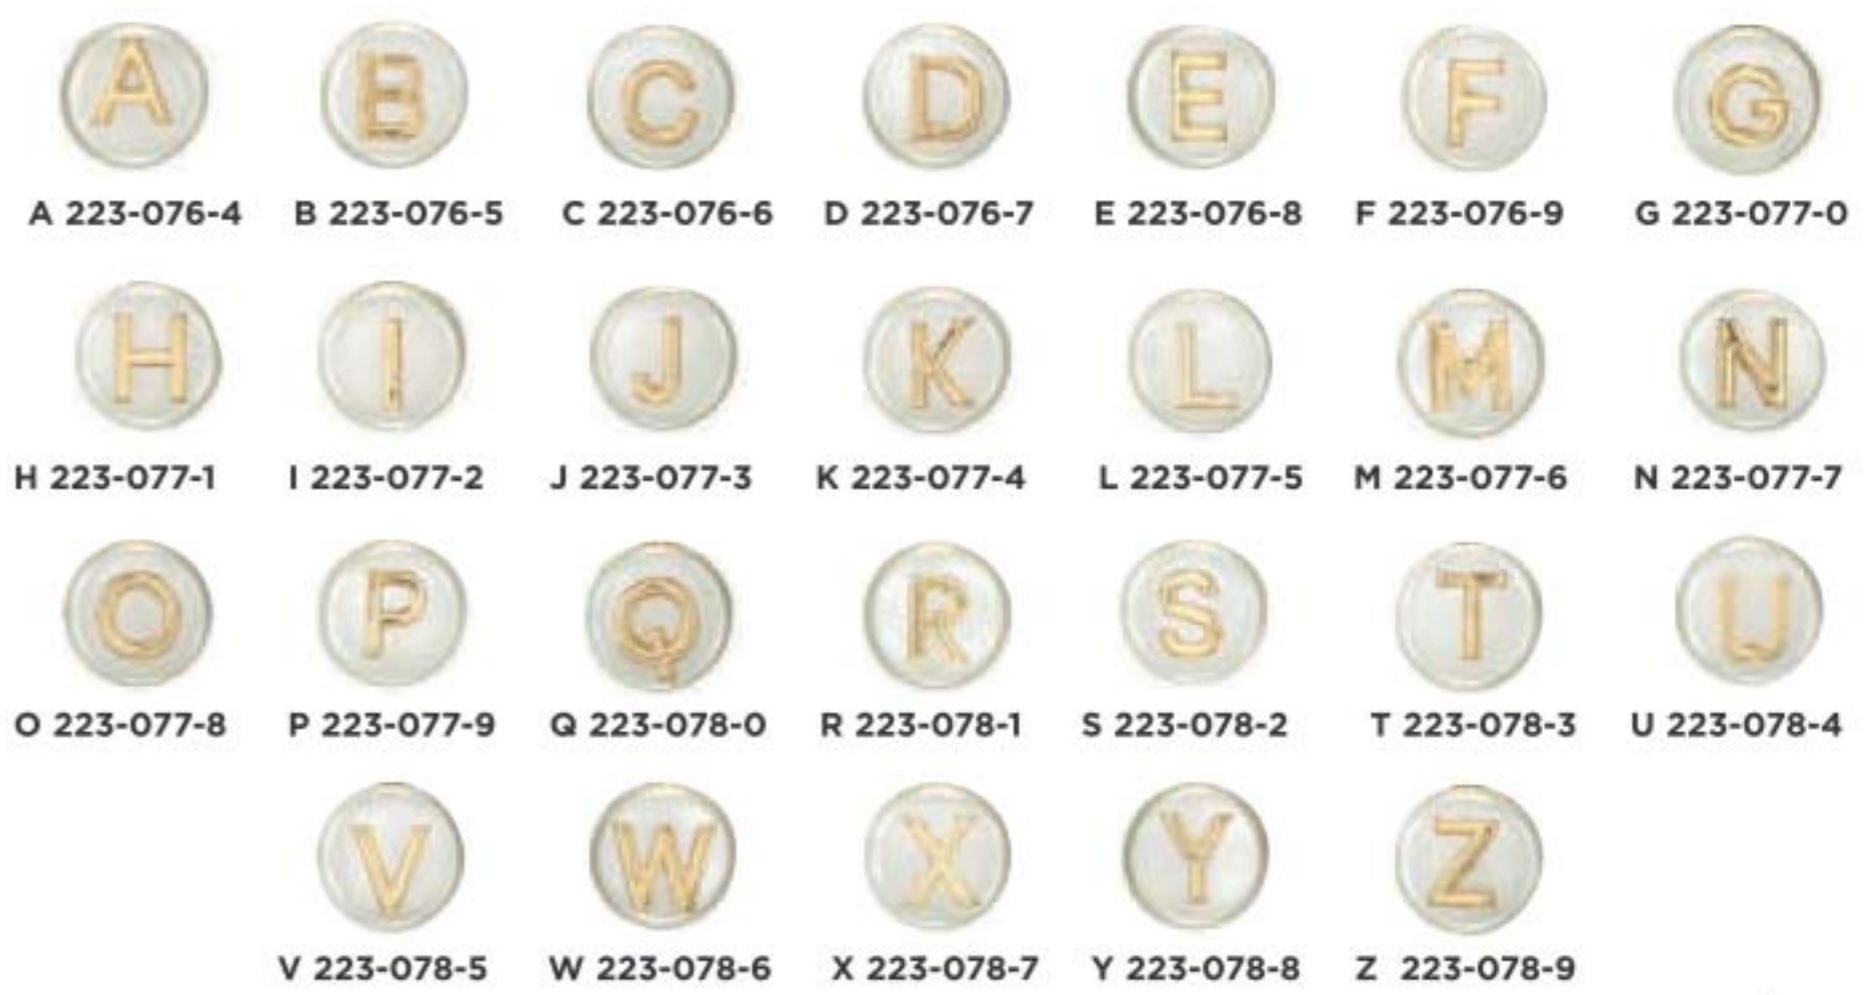 A B C D E F G
A 223-076-4 B 223-076-5 C 223-076-6 D 223-076-7 E 223-076-8 F 223-076-9 G 223-077-0
H I J K L M N
H 223-077-1 I 223-077-2 J 223-077-3 K 223-077-4 L 223-077-5 M 223-077-6 N 223-077-7
O P Q R S T U
O 223-077-8 P 223-077-9 Q 223-078-0 R 223-078-1 S 223-078-2 T 223-078-3 U 223-078-4
V W X Y Z
V 223-078-5 W 223-078-6 X 223-078-7 Y 223-078-8 Z 223-078-9